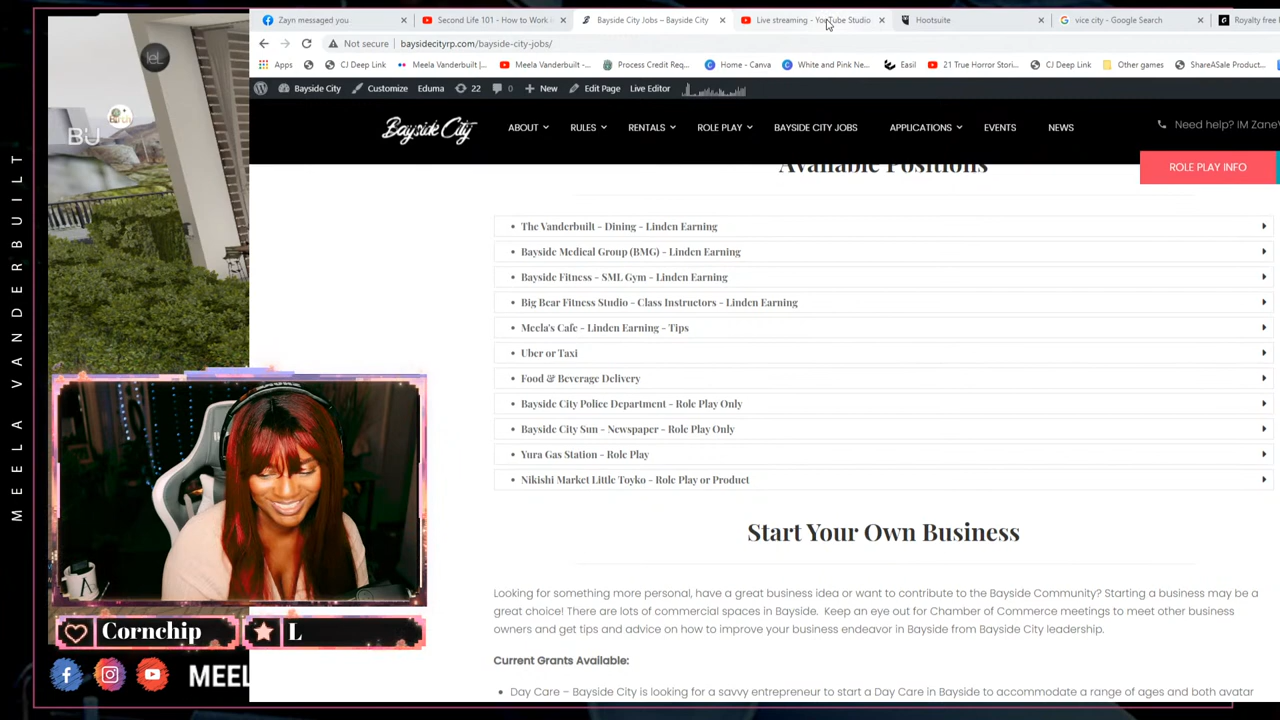 Zayn messaged you
Second Life 101 - How to Work i
Bayside City Jobs – Bayside City
Live streaming - YouTube Studio
Hootsuite
vice city - Google Search
Royalty free
Not secure
baysidecityrp.com/bayside-city-jobs/
Apps
CJ Deep Link
Meela Vanderbuilt |...
Meela Vanderbuilt -...
Process Credit Req...
Home - Canva
White and Pink Ne...
Easil
21 True Horror Stori...
CJ Deep Link
Other games
ShareASale Product...
Bayside City
Customize
Eduma
22
0
New
Edit Page
Live Editor
Bayside City
ABOUT
RULES
RENTALS
ROLE PLAY
BAYSIDE CITY JOBS
APPLICATIONS
EVENTS
NEWS
Need help? IM ZaneV
ROLE PLAY INFO
Available Positions
• The Vanderbuilt - Dining - Linden Earning
• Bayside Medical Group (BMG) - Linden Earning
• Bayside Fitness - SML Gym - Linden Earning
• Big Bear Fitness Studio - Class Instructors - Linden Earning
• Meela's Cafe - Linden Earning - Tips
• Uber or Taxi
• Food & Beverage Delivery
• Bayside City Police Department - Role Play Only
• Bayside City Sun - Newspaper - Role Play Only
• Yura Gas Station - Role Play
• Nikishi Market Little Toyko - Role Play or Product
Start Your Own Business
Looking for something more personal, have a great business idea or want to contribute to the Bayside Community? Starting a business may be a
great choice! There are lots of commercial spaces in Bayside. Keep an eye out for Chamber of Commerce meetings to meet other business
owners and get tips and advice on how to improve your business endeavor in Bayside from Bayside City leadership.
Current Grants Available:
• Day Care – Bayside City is looking for a savvy entrepreneur to start a Day Care in Bayside to accommodate a range of ages and both avatar
MEELA VANDERBUILT
Cornchip
L
MEELA